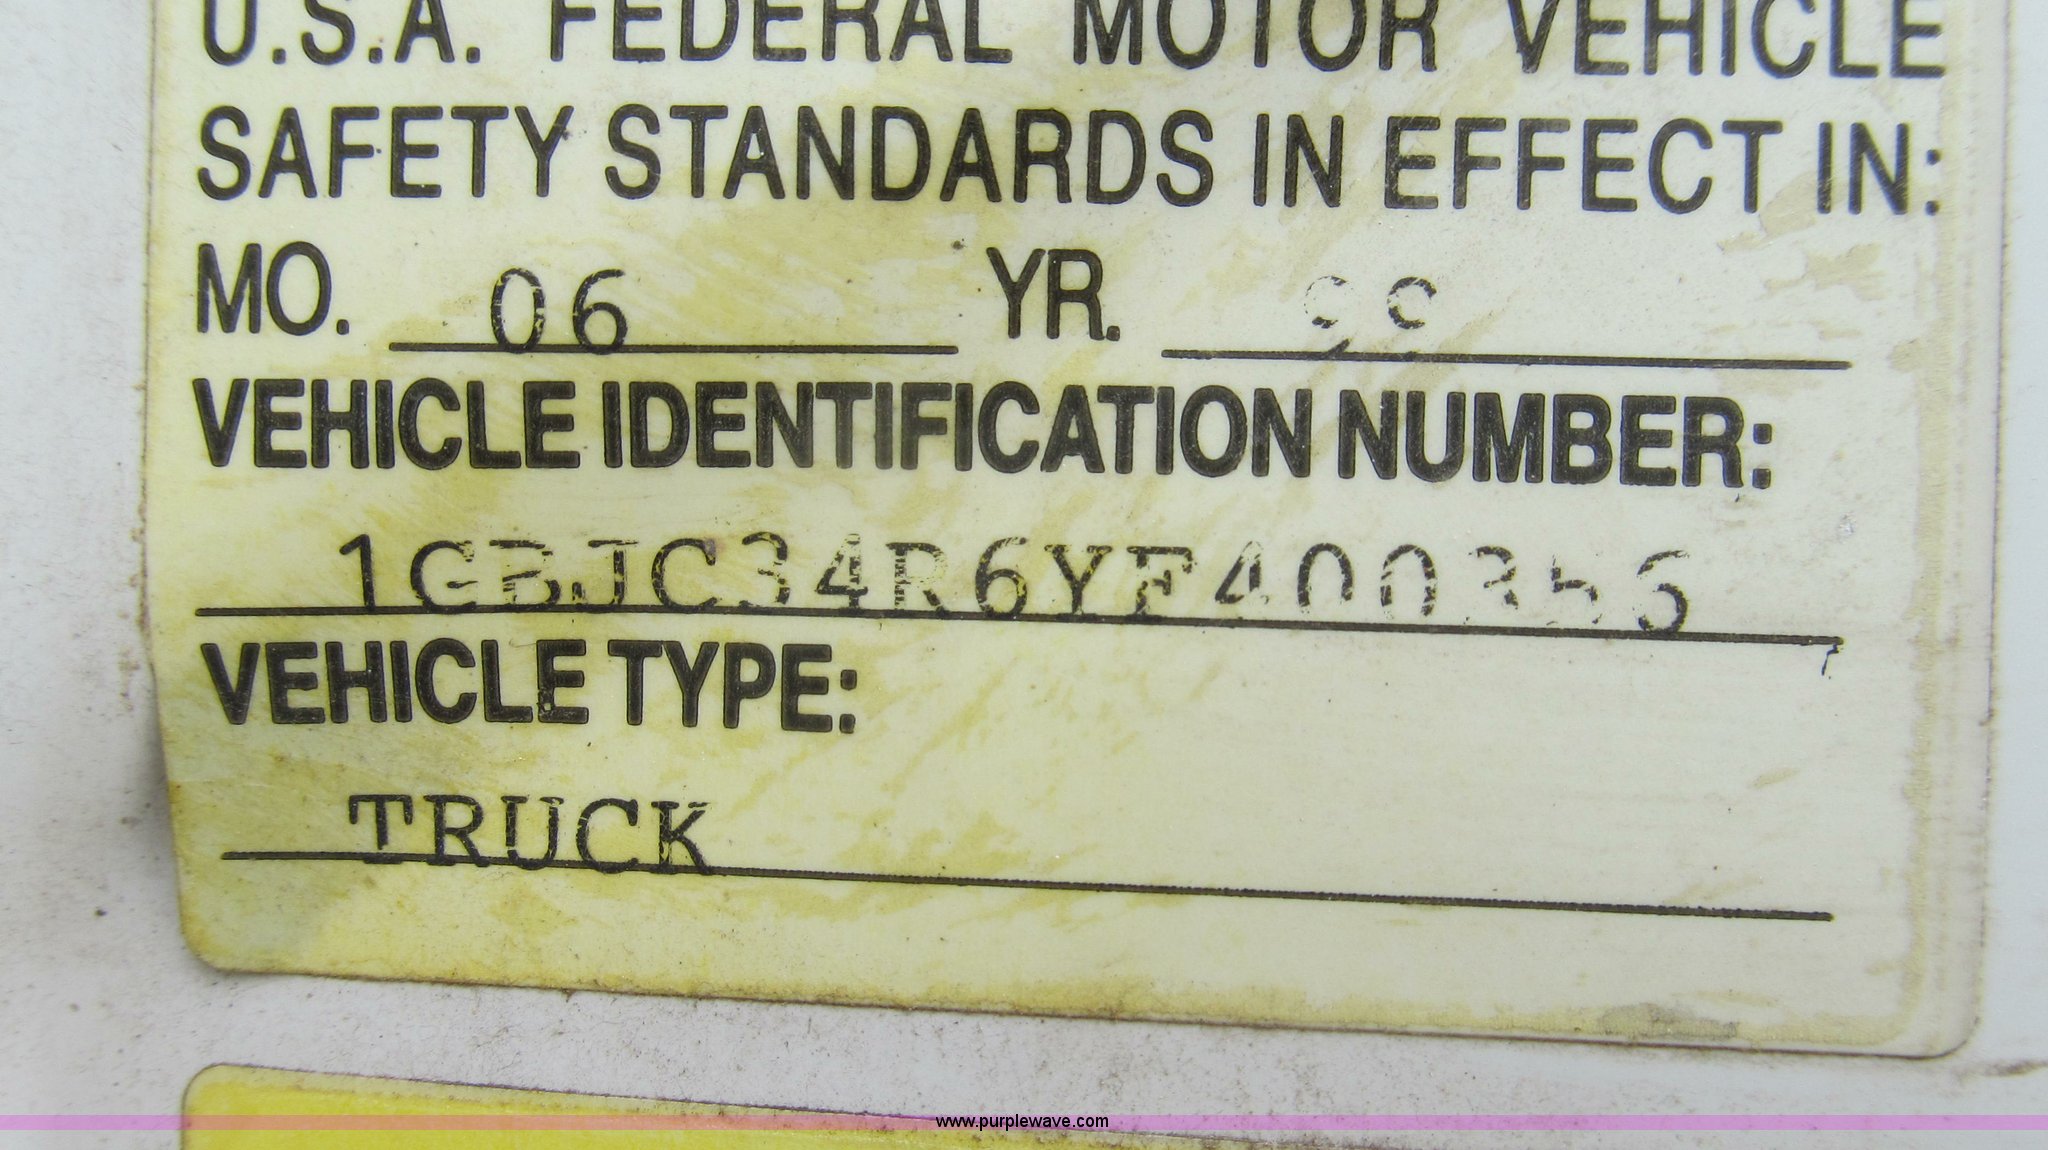 U.S.A. FEDERAL MOTOR VEHICLE
SAFETY STANDARDS IN EFFECT IN:
MO. 06 YR. 99
VEHICLE IDENTIFICATION NUMBER:
1GBJC34R6YF400356
VEHICLE TYPE:
TRUCK
www.purplewave.com